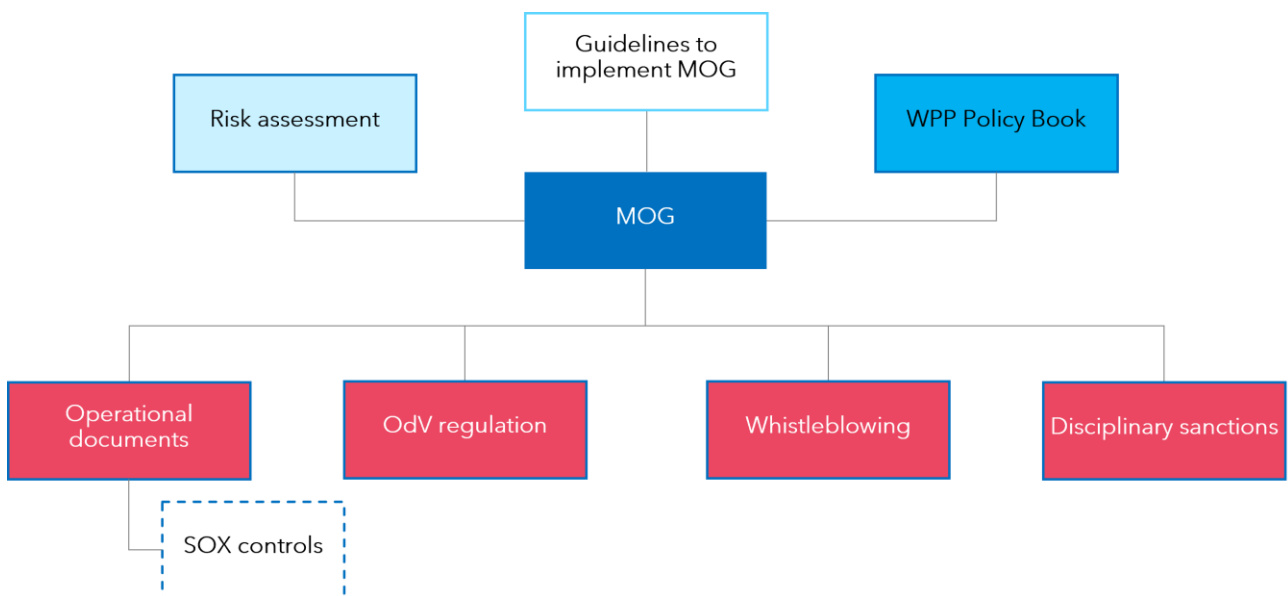 Guidelines to
implement MOG
Risk assessment
WPP Policy Book
MOG
Operational
documents
OdV regulation
Whistleblowing
Disciplinary sanctions
SOX controls